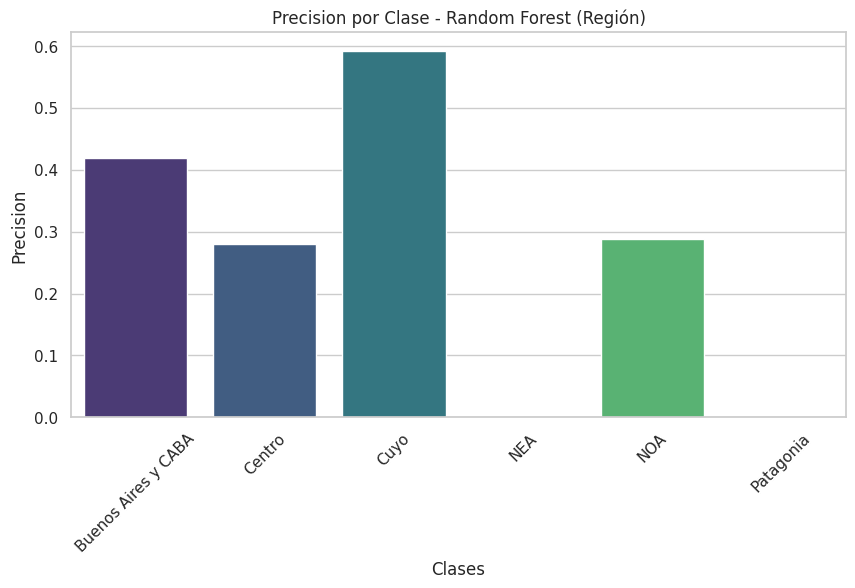 Precision por Clase - Random Forest (Región)
Precision
0.6
0.5
0.4
0.3
0.2
0.1
0.0
Buenos Aires y CABA
Centro
Cuyo
NEA
NOA
Patagonia
Clases